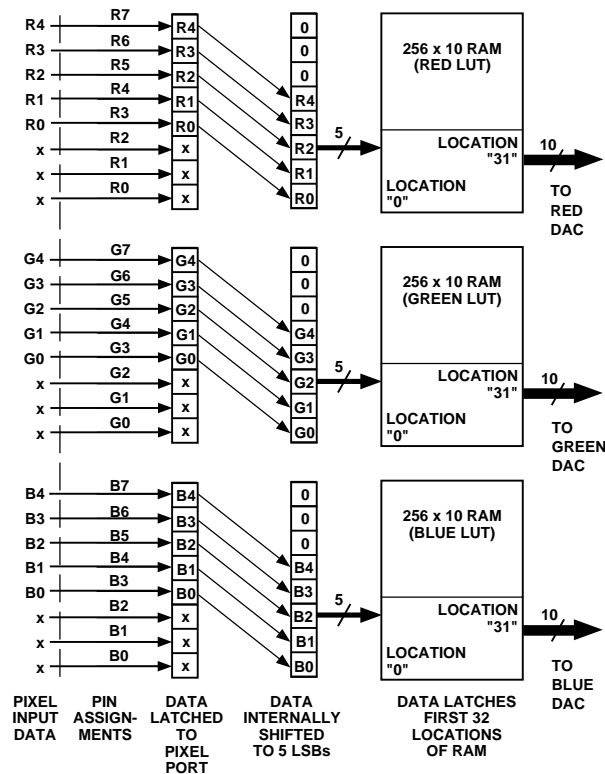 R4 R7 R4 0
R3 R6 R3 0
R2 R5 R2 0
R1 R4 R1 R4
R0 R3 R0 R3
x R2 x R2
x R1 x R1
x R0 x R0
5
256 x 10 RAM
(RED LUT)
LOCATION
"31"
LOCATION
"0"
10
TO
RED
DAC
G4 G7 G4 0
G3 G6 G3 0
G2 G5 G2 0
G1 G4 G1 G4
G0 G3 G0 G3
x G2 x G2
x G1 x G1
x G0 x G0
5
256 x 10 RAM
(GREEN LUT)
LOCATION
"31"
LOCATION
"0"
10
TO
GREEN
DAC
B4 B7 B4 0
B3 B6 B3 0
B2 B5 B2 0
B1 B4 B1 B4
B0 B3 B0 B3
x B2 x B2
x B1 x B1
x B0 x B0
5
256 x 10 RAM
(BLUE LUT)
LOCATION
"31"
LOCATION
"0"
10
TO
BLUE
DAC
PIXEL
INPUT
DATA
PIN
ASSIGN-
MENTS
DATA
LATCHED
TO
PIXEL
PORT
DATA
INTERNALLY
SHIFTED
TO 5 LSBs
DATA LATCHES
FIRST 32
LOCATIONS
OF RAM